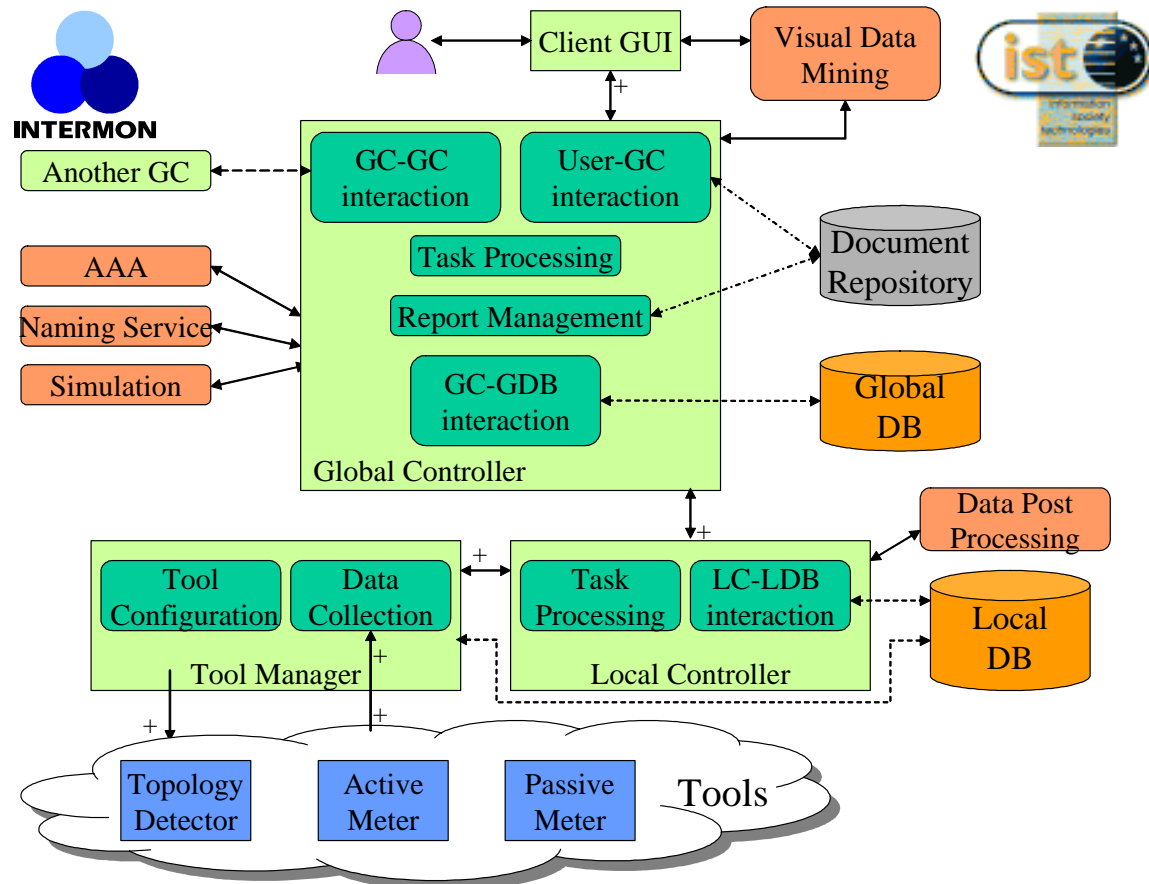 Client GUI
Visual Data
Mining
+
ist
information
society
technologies
INTERMON
Another GC
GC-GC
interaction
User-GC
interaction
AAA
Task Processing
Document
Repository
Naming Service
Report Management
Simulation
GC-GDB
interaction
Global
DB
Global Controller
Data Post
Processing
+
+
Tool
Configuration
Data
Collection
Task
Processing
LC-LDB
interaction
Local
DB
+
Tool Manager
Local Controller
+
+
Topology
Detector
Active
Meter
Passive
Meter
Tools